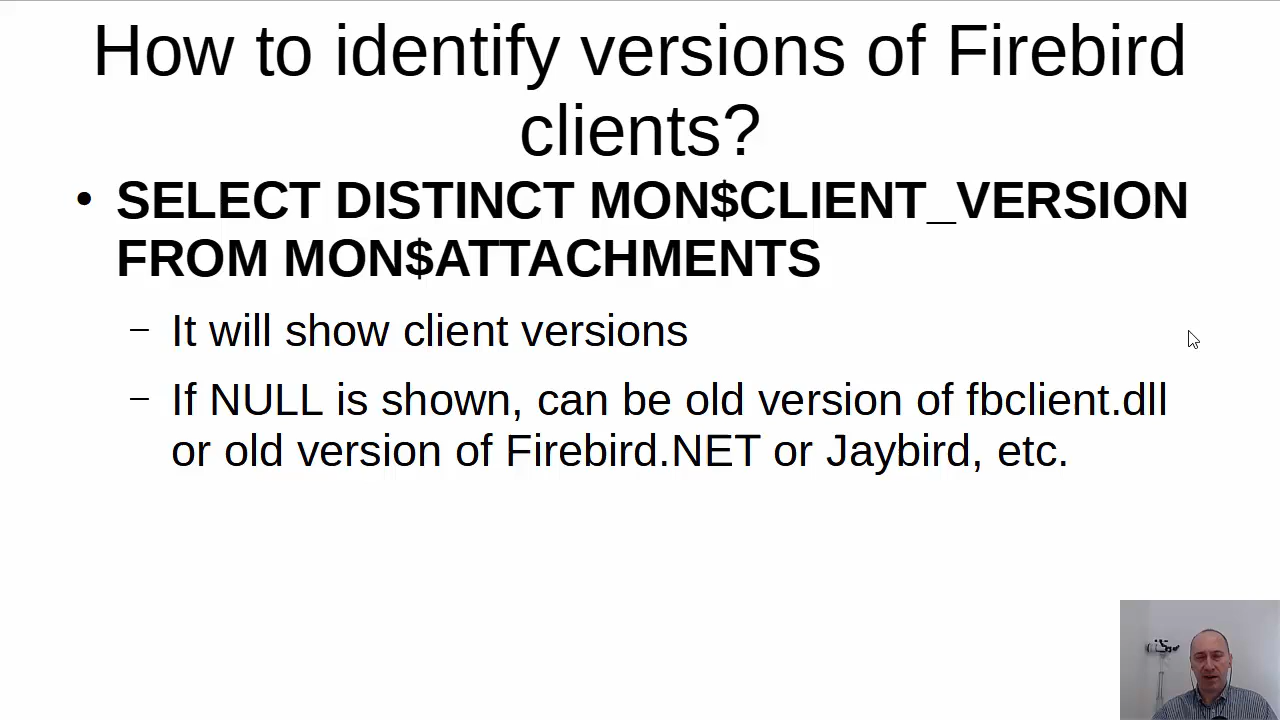 How to identify versions of Firebird
clients?
• SELECT DISTINCT MON$CLIENT_VERSION
FROM MON$ATTACHMENTS
– It will show client versions
– If NULL is shown, can be old version of fbclient.dll
or old version of Firebird.NET or Jaybird, etc.